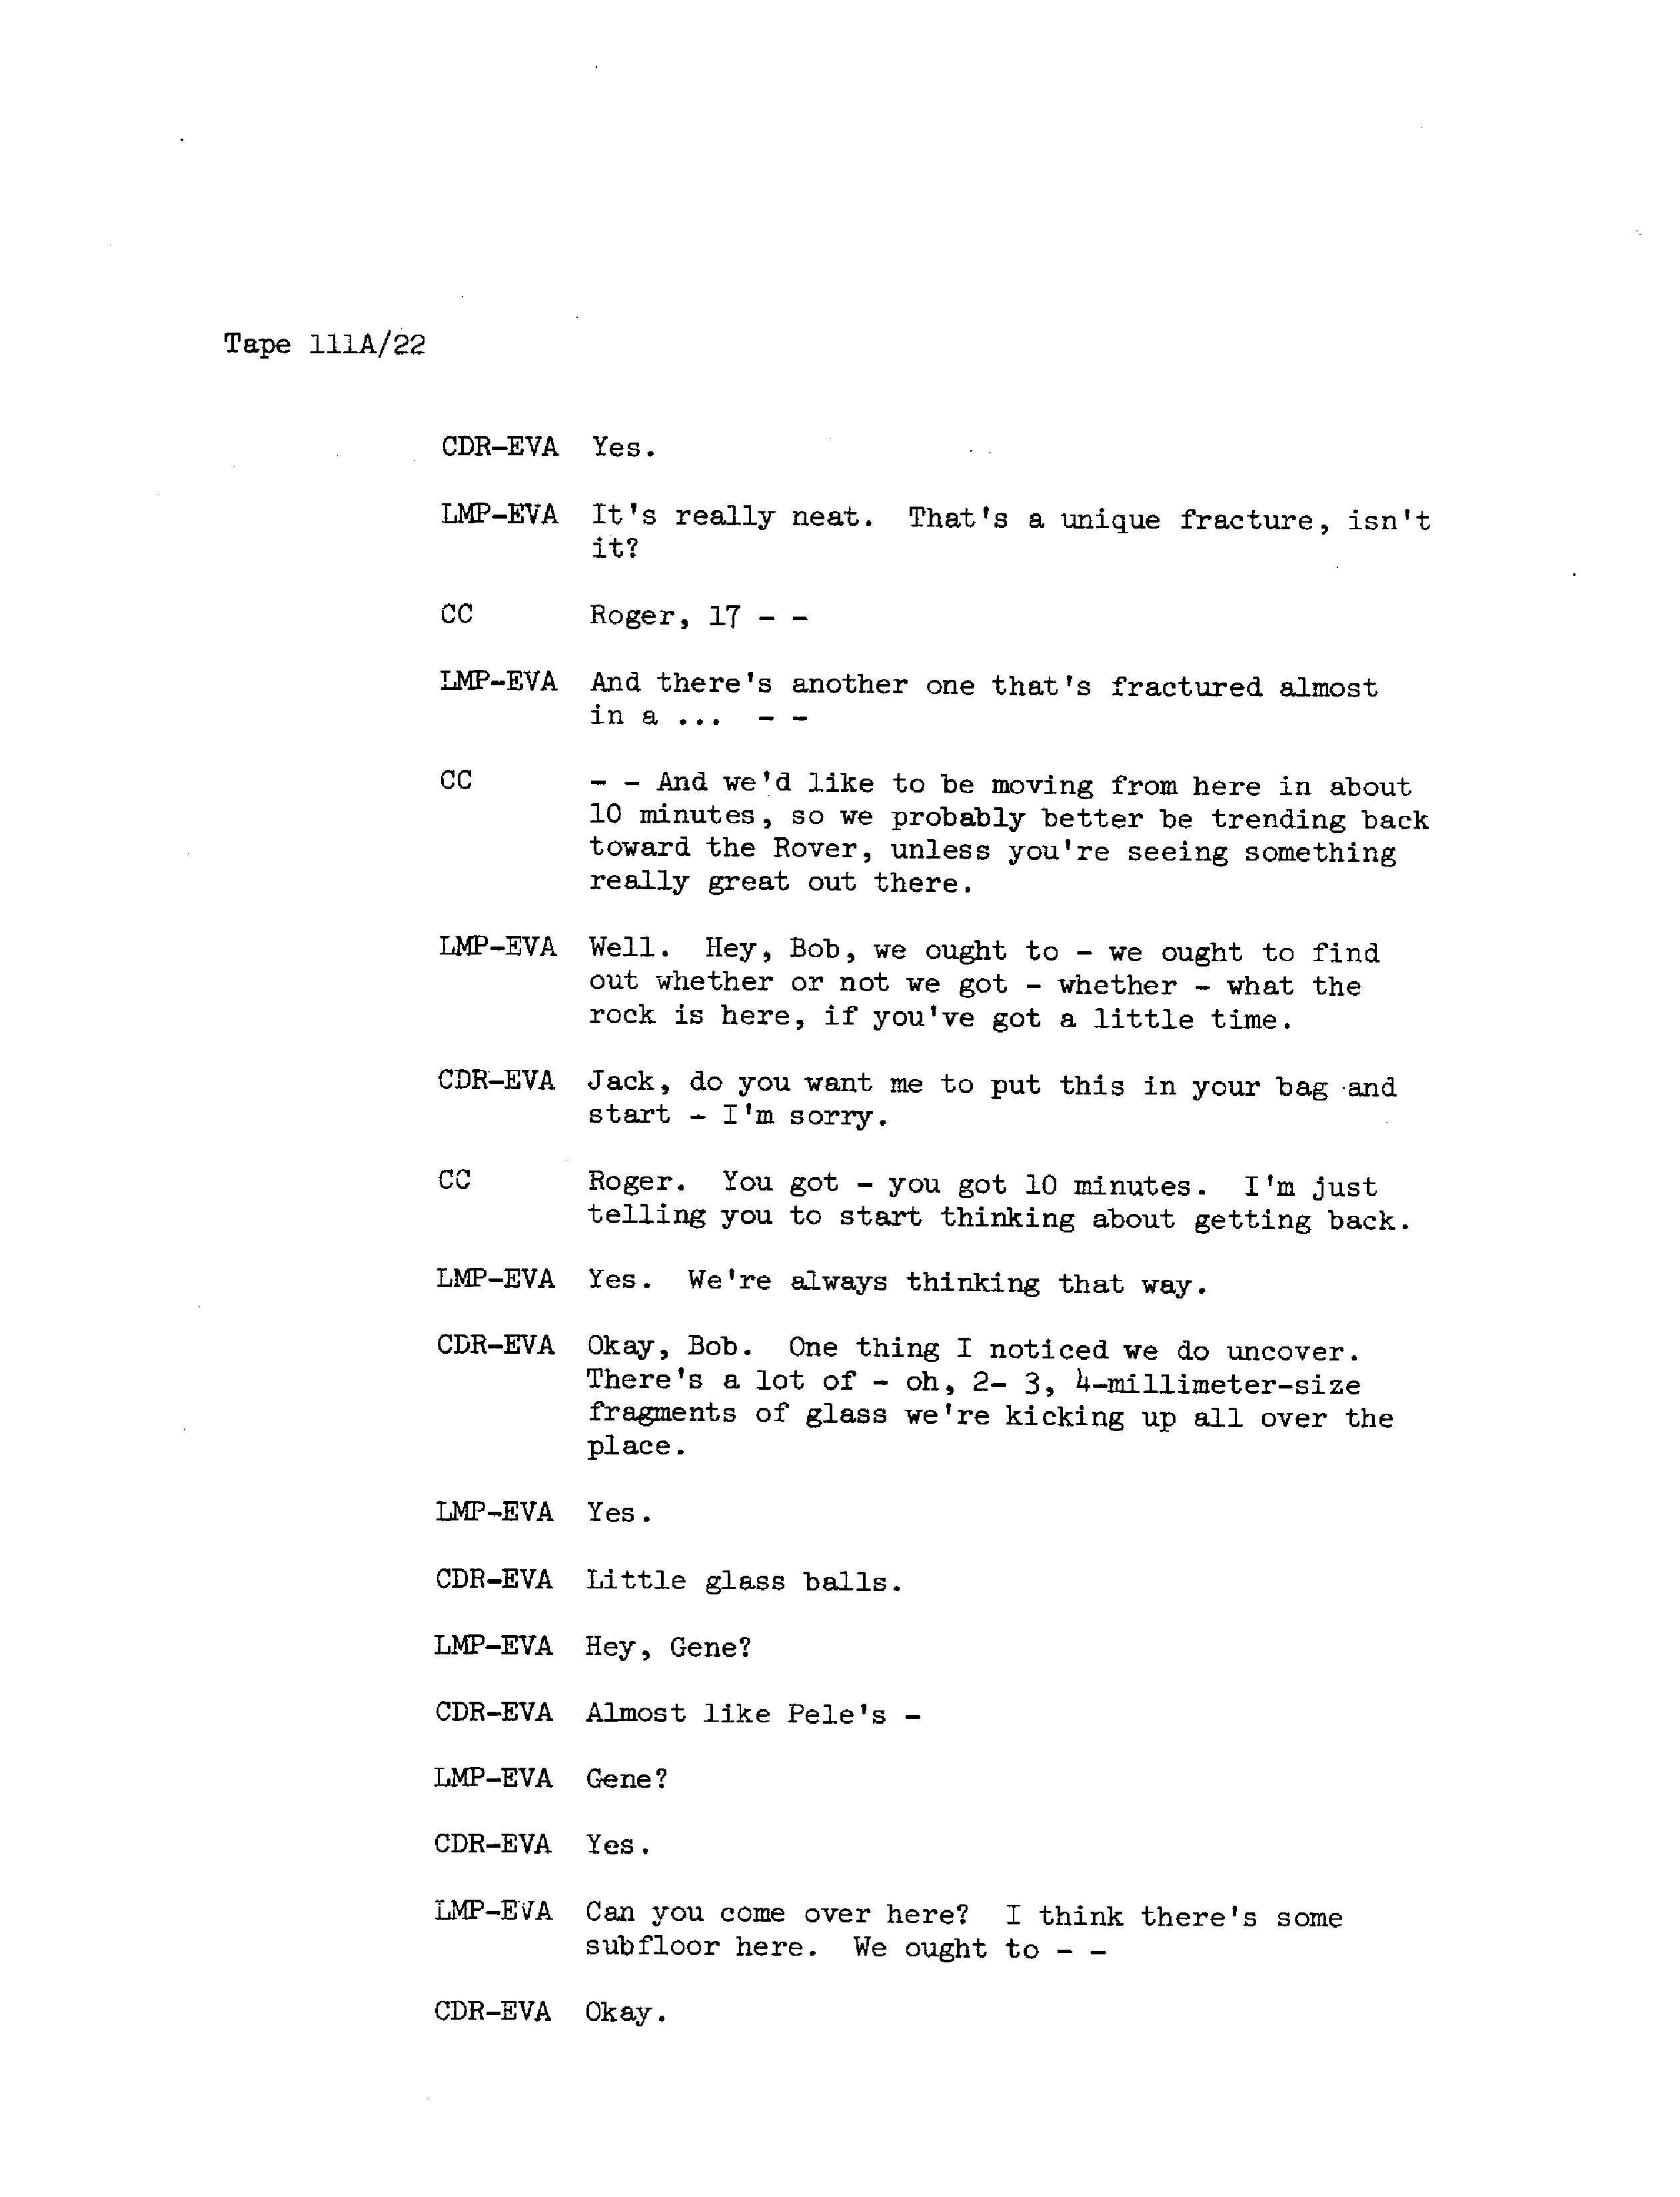 Tape 111A/22
CDR-EVA Yes.
LMP-EVA It's really neat. That's a unique fracture, isn't
it?
CC Roger, 17 - -
LMP-EVA And there's another one that's fractured almost
in a ... - -
CC - - And we'd like to be moving from here in about
10 minutes, so we probably better be trending back
toward the Rover, unless you're seeing something
really great out there.
LMP-EVA Well. Hey, Bob, we ought to - we ought to find
out whether or not we got - whether - what the
rock is here, if you've got a little time.
CDR-EVA Jack, do you want me to put this in your bag and
start - I'm sorry.
CC Roger. You got - you got 10 minutes. I'm just
telling you to start thinking about getting back.
LMP-EVA Yes. We're always thinking that way.
CDR-EVA Okay, Bob. One thing I noticed we do uncover.
There's a lot of - oh, 2- 3, 4-millimeter-size
fragments of glass we're kicking up all over the
place.
LMP-EVA Yes.
CDR-EVA Little glass balls.
LMP-EVA Hey, Gene?
CDR-EVA Almost like Pele's -
LMP-EVA Gene?
CDR-EVA Yes.
LMP-EVA Can you come over here? I think there's some
subfloor here. We ought to - -
CDR-EVA Okay.